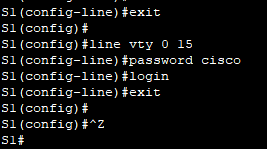 S1(config-line)#exit
S1(config)#
S1(config)#line vty 0 15
S1(config-line)#password cisco
S1(config-line)#login
S1(config-line)#exit
S1(config)#
S1(config)#^Z
S1#